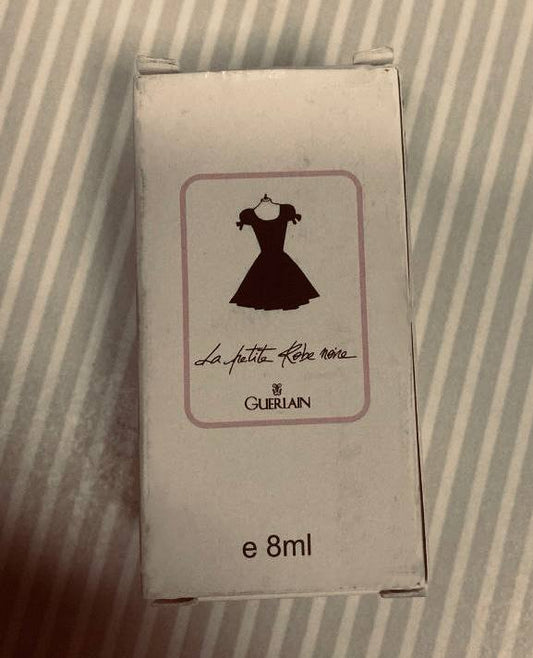 La petite Robe noire
GUERLAIN
e 8ml